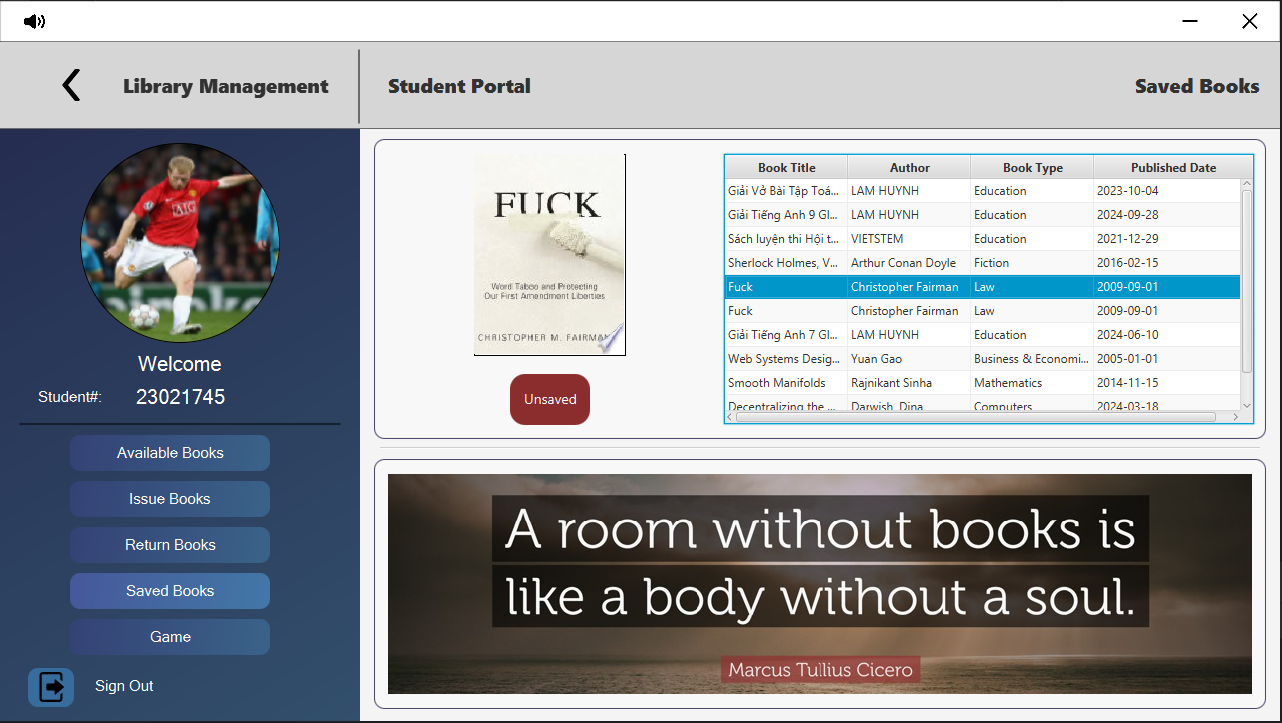 Library Management
Student Portal
Saved Books
AIG
Welcome
Student#:
23021745
Available Books
Issue Books
Return Books
Saved Books
Game
Sign Out
FUCK
Word Taboo and Protecting
Our First Amendment Liberties
CHRISTOPHER M. FAIRMAN
Unsaved
Book Title Author Book Type Published Date
Giải Vở Bài Tập Toá... LAM HUYNH Education 2023-10-04
Giải Tiếng Anh 9 Gl... LAM HUYNH Education 2024-09-28
Sách luyện thi Hội t... VIETSTEM Education 2021-12-29
Sherlock Holmes, V... Arthur Conan Doyle Fiction 2016-02-15
Fuck Christopher Fairman Law 2009-09-01
Fuck Christopher Fairman Law 2009-09-01
Giải Tiếng Anh 7 Gl... LAM HUYNH Education 2024-06-10
Web Systems Desig... Yuan Gao Business & Economi... 2005-01-01
Smooth Manifolds Rajnikant Sinha Mathematics 2014-11-15
Decentralizing the ... Darwish, Dina Computers 2024-03-18
A room without books is
like a body without a soul.
Marcus Tullius Cicero